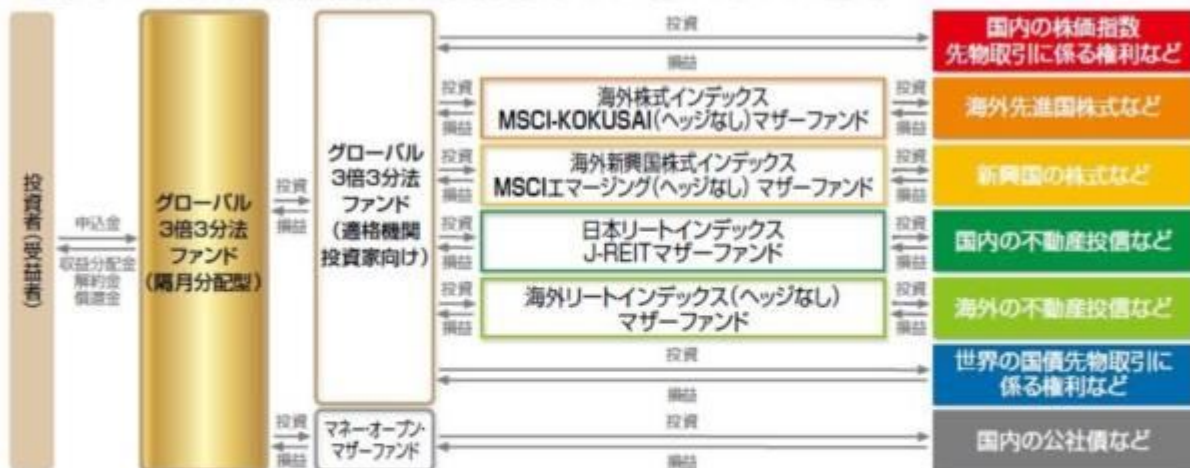 投資者(受益者)
申込金
収益分配金
解約金
償還金
グローバル
3倍3分法
ファンド
(隔月分配型)
投資
損益
グローバル
3倍3分法
ファンド
(適格機関
投資家向け)
投資
損益
国内の株価指数
先物取引に係る権利など
投資
損益
海外株式インデックス
MSCI-KOKUSAI(ヘッジなし)マザーファンド
投資
損益
海外先進国株式など
投資
損益
海外新興国株式インデックス
MSCIエマージング(ヘッジなし) マザーファンド
投資
損益
新興国の株式など
投資
損益
日本リートインデックス
J-REITマザーファンド
投資
損益
国内の不動産投信など
投資
損益
海外リートインデックス(ヘッジなし)
マザーファンド
投資
損益
海外の不動産投信など
投資
損益
世界の国債先物取引に
係る権利など
投資
損益
マネー・オープン・
マザーファンド
投資
損益
国内の公社債など